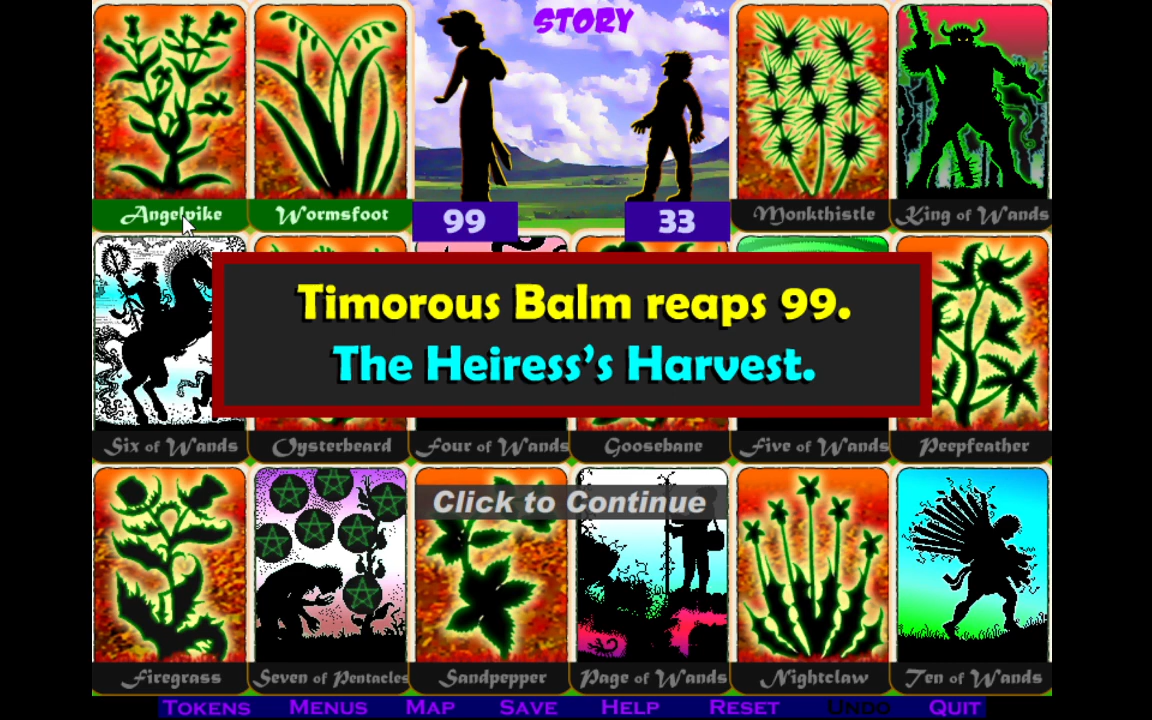 STORY
Angelpike
Wormsfoot
99
33
Monkthistle
King of Wands
Timorous Balm reaps 99.
The Heiress's Harvest.
Six of Wands
Oysterbeard
Four of Wands
Goosebane
Five of Wands
Peepfeather
Click to Continue
Firegrass
Seven of Pentacles
Sandpepper
Page of Wands
Nightclaw
Ten of Wands
TOKENS MENUS MAP SAVE HELP RESET UNDO QUIT